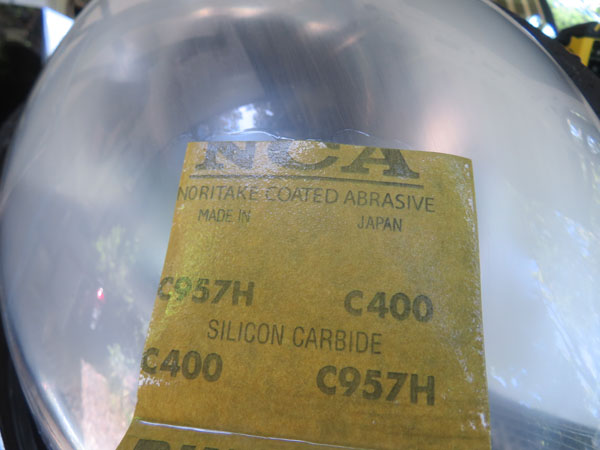 NCA
NORITAKE COATED ABRASIVE
MADE IN JAPAN
C957H C400
SILICON CARBIDE
C400 C957H